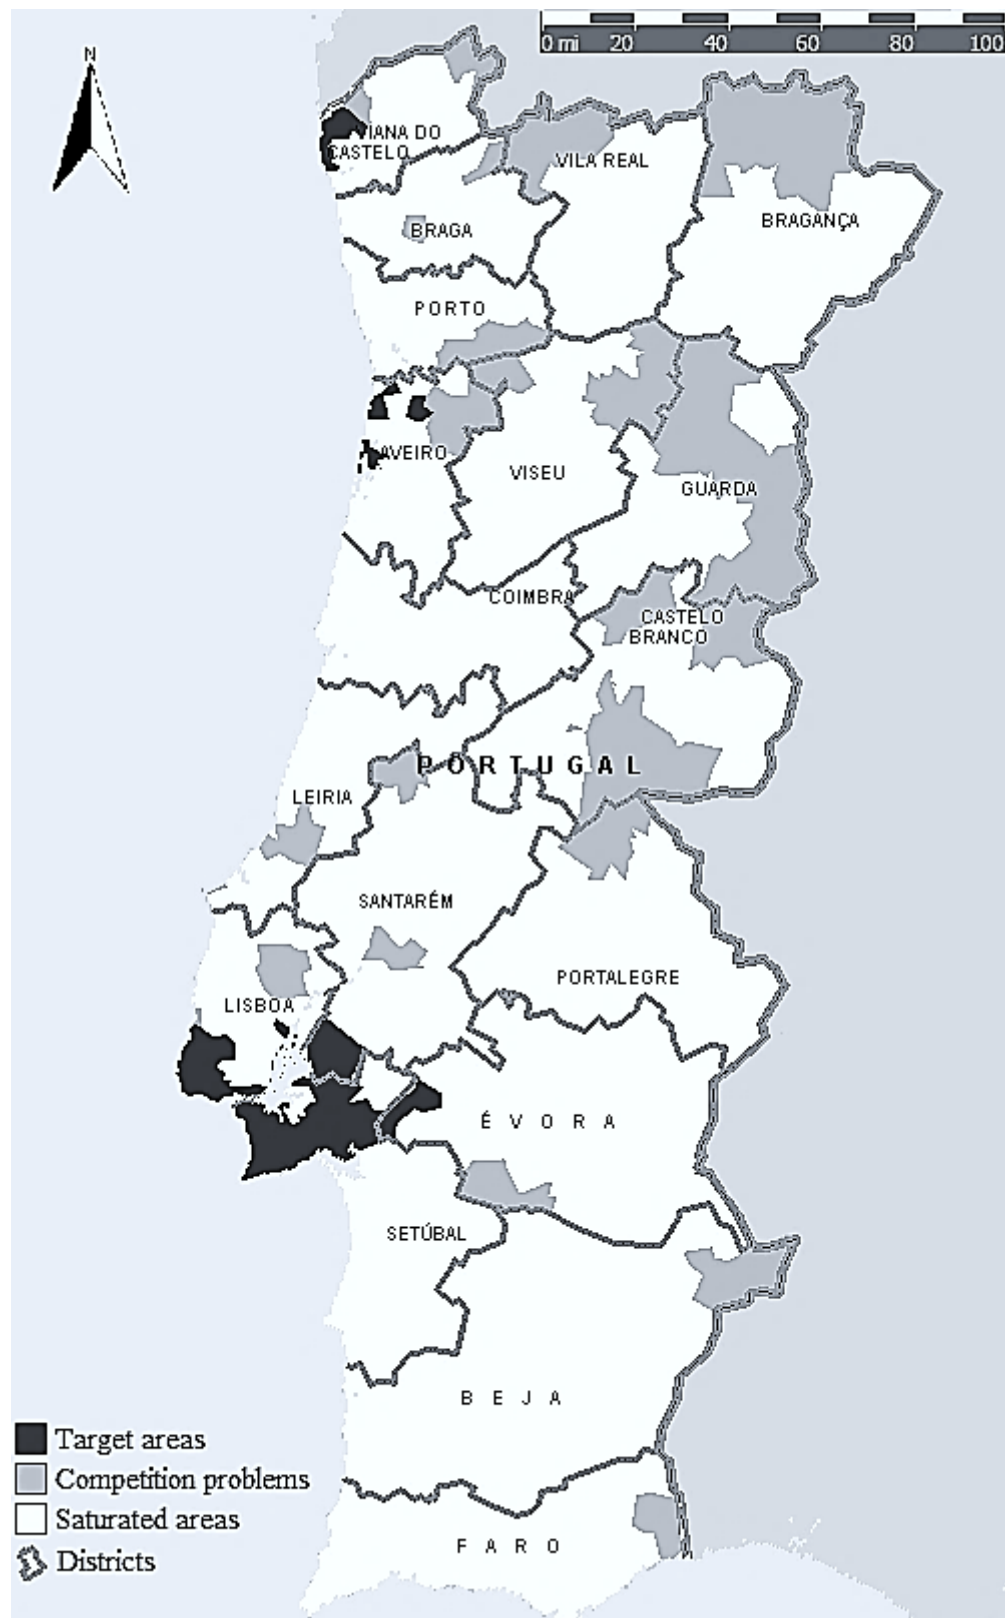 N
0 mi 20 40 60 80 100
VIANA DO
CASTELO
VILA REAL
BRAGANÇA
BRAGA
PORTO
AVEIRO
VISEU
GUARDA
COIMBRA
CASTELO
BRANCO
PORTUGAL
LEIRIA
SANTARÉM
PORTALEGRE
LISBOA
ÉVORA
SETÚBAL
BEJA
FARO
Target areas
Competition problems
Saturated areas
Districts